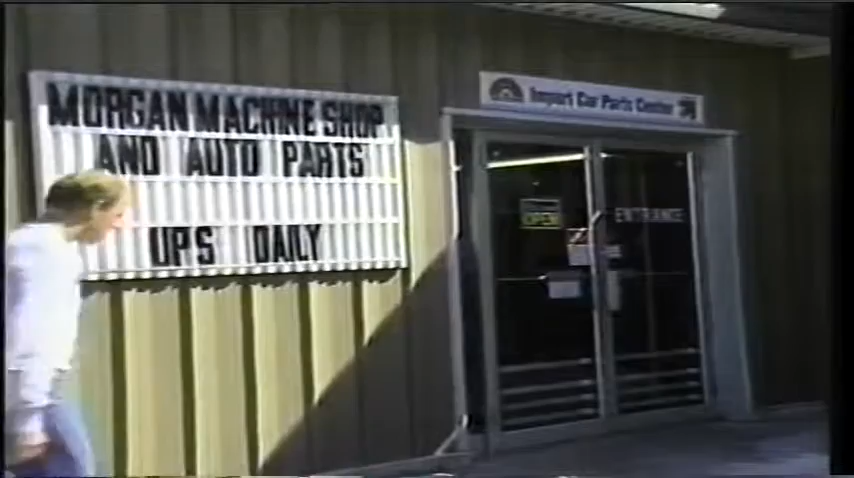 MORGAN MACHINE SHOP
AND AUTO PARTS
UPS DAILY
Import Car Parts Center
OPEN
ENTRANCE